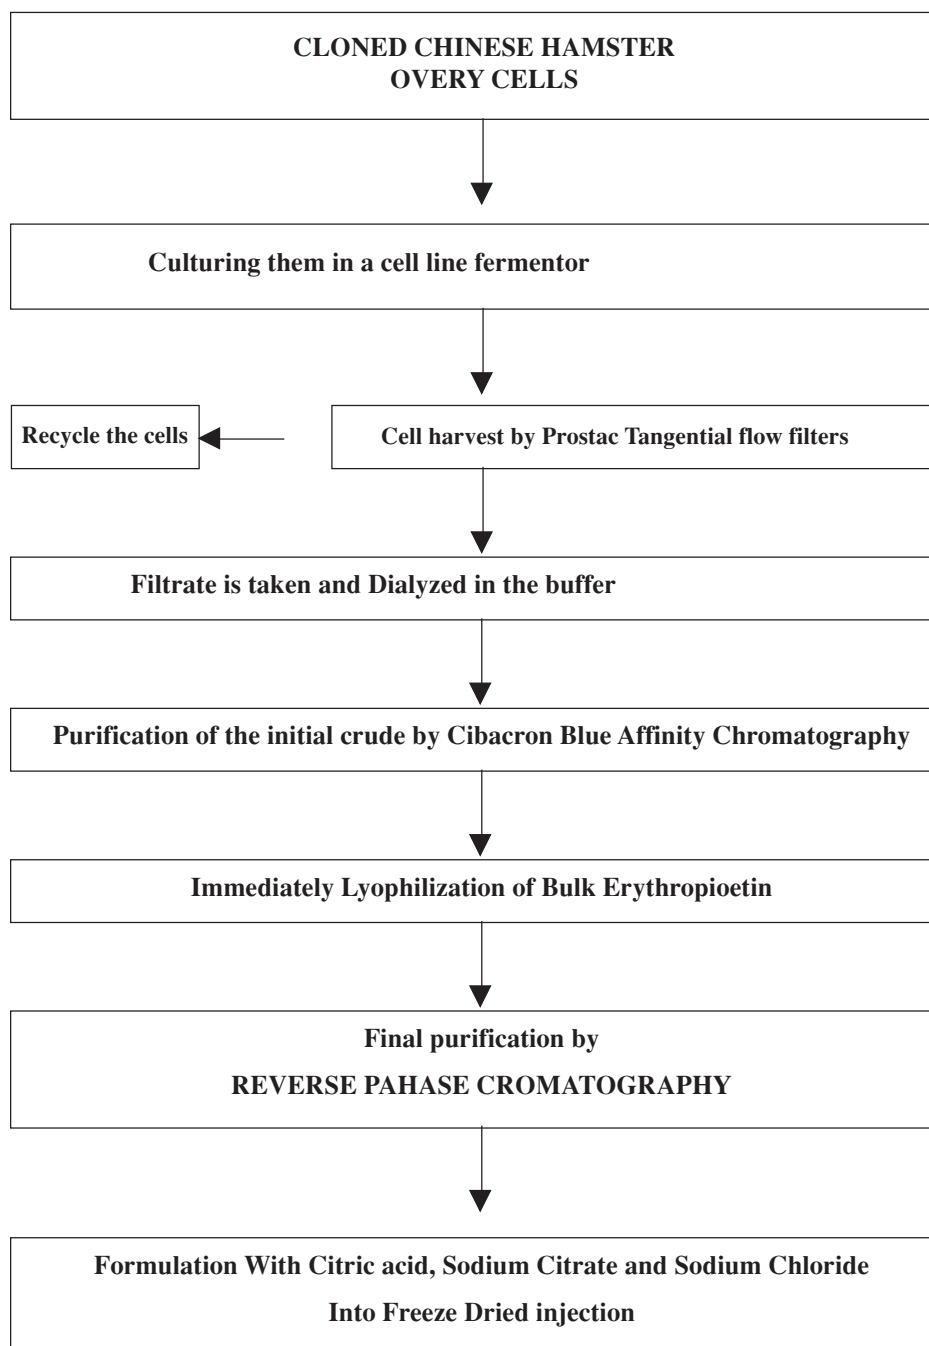 CLONED CHINESE HAMSTER
OVERY CELLS
Culturing them in a cell line fermentor
Recycle the cells
Cell harvest by Prostac Tangential flow filters
Filtrate is taken and Dialyzed in the buffer
Purification of the initial crude by Cibacron Blue Affinity Chromatography
Immediately Lyophilization of Bulk Erythropioetin
Final purification by
REVERSE PAHASE CROMATOGRAPHY
Formulation With Citric acid, Sodium Citrate and Sodium Chloride
Into Freeze Dried injection